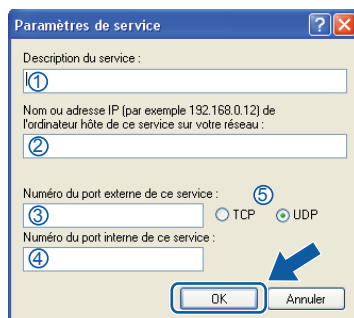 Paramètres de service
Description du service :
①
Nom ou adresse IP (par exemple 192.168.0.12) de
l'ordinateur hôte de ce service sur votre réseau :
②
Numéro du port externe de ce service : ⑤
③ TCP UDP
Numéro du port interne de ce service :
④
OK Annuler